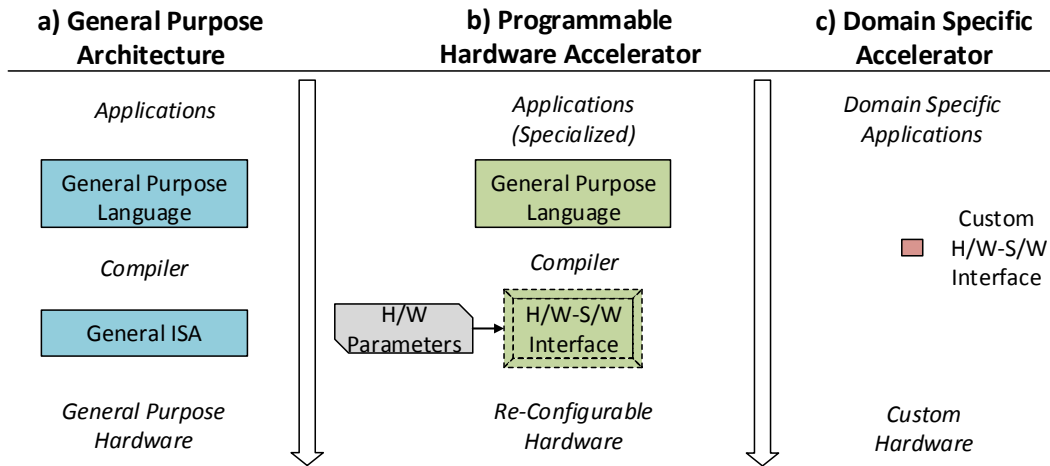 a) General Purpose
Architecture
b) Programmable
Hardware Accelerator
c) Domain Specific
Accelerator
Applications
General Purpose
Language
Compiler
General ISA
General Purpose
Hardware
Applications
(Specialized)
General Purpose
Language
Compiler
H/W
Parameters
H/W-S/W
Interface
Re-Configurable
Hardware
Domain Specific
Applications
Custom
H/W-S/W
Interface
Custom
Hardware